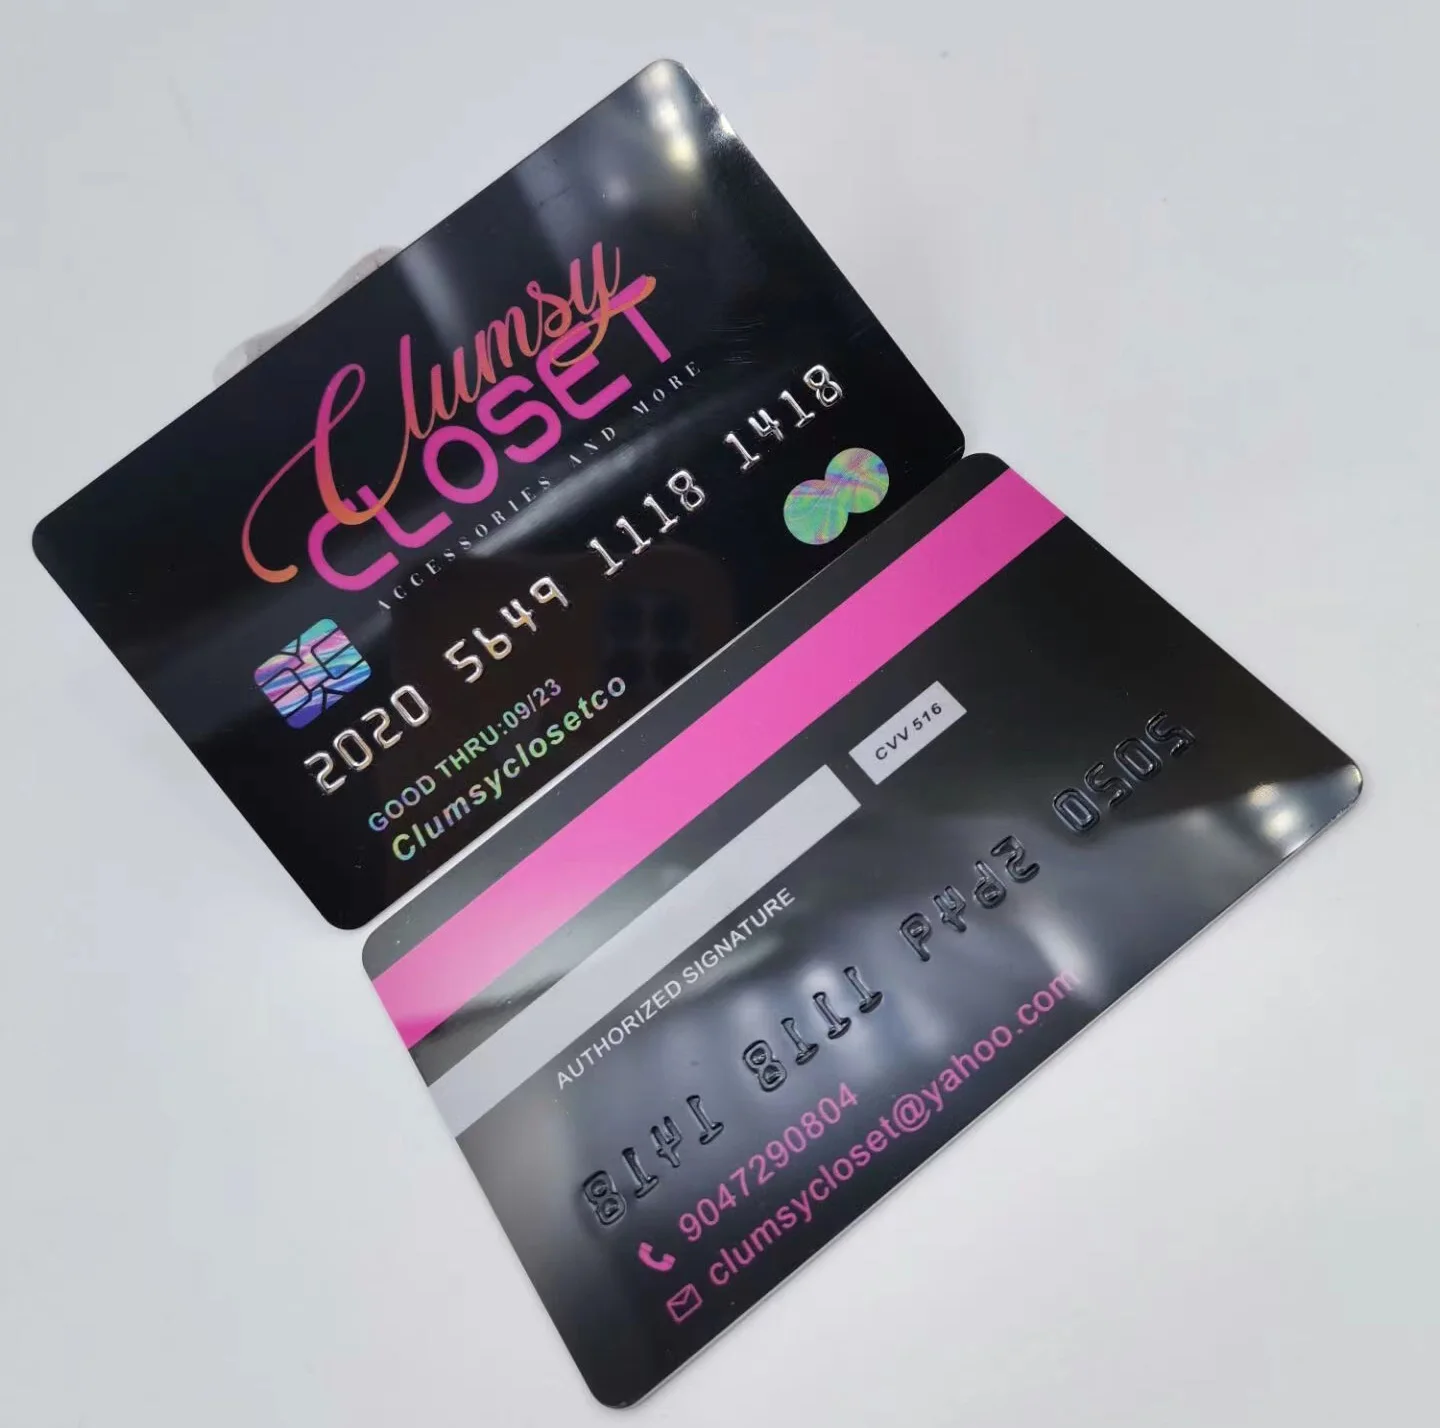 Clumsy
CLOSET
ACCESSORIES AND MORE
2020 5649 1118 1418
GOOD THRU:09/23
Clumsyclosetco
CVV 516
AUTHORIZED SIGNATURE
9047290804
clumsycloset@yahoo.com